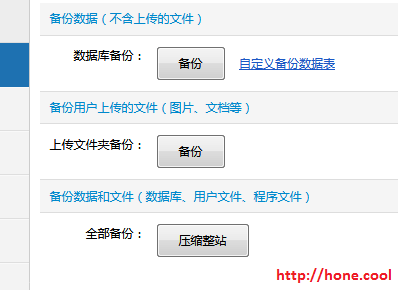 备份数据（不含上传的文件）
数据库备份： 备份 自定义备份数据表
备份用户上传的文件（图片、文档等）
上传文件夹备份： 备份
备份数据和文件（数据库、用户文件、程序文件）
全部备份： 压缩整站
http://hone.cool